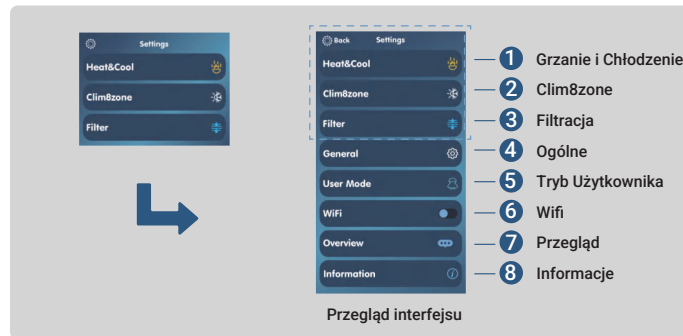 Settings
Heat&Cool
Clim8zone
Filter
Back Settings
Heat&Cool
Clim8zone
Filter
General
User Mode
WiFi
Overview
Information
1 Grzanie i Chłodzenie
2 Clim8zone
3 Filtracja
4 Ogólne
5 Tryb Użytkownika
6 Wifi
7 Przegląd
8 Informacje
Przegląd interfejsu